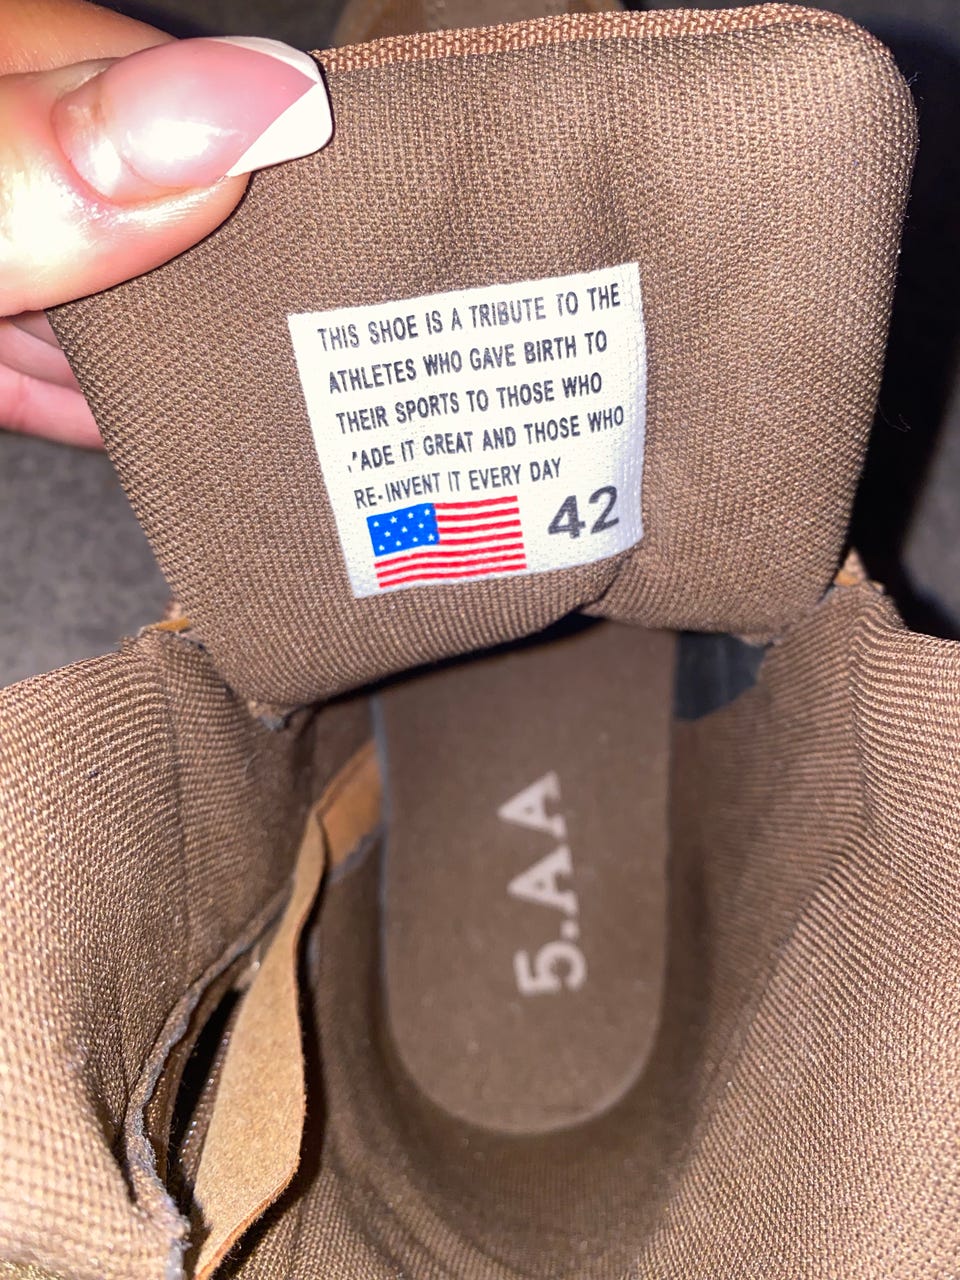 THIS SHOE IS A TRIBUTE TO THE
ATHLETES WHO GAVE BIRTH TO
THEIR SPORTS TO THOSE WHO
ADE IT GREAT AND THOSE WHO
RE-INVENT IT EVERY DAY
42
5.AA